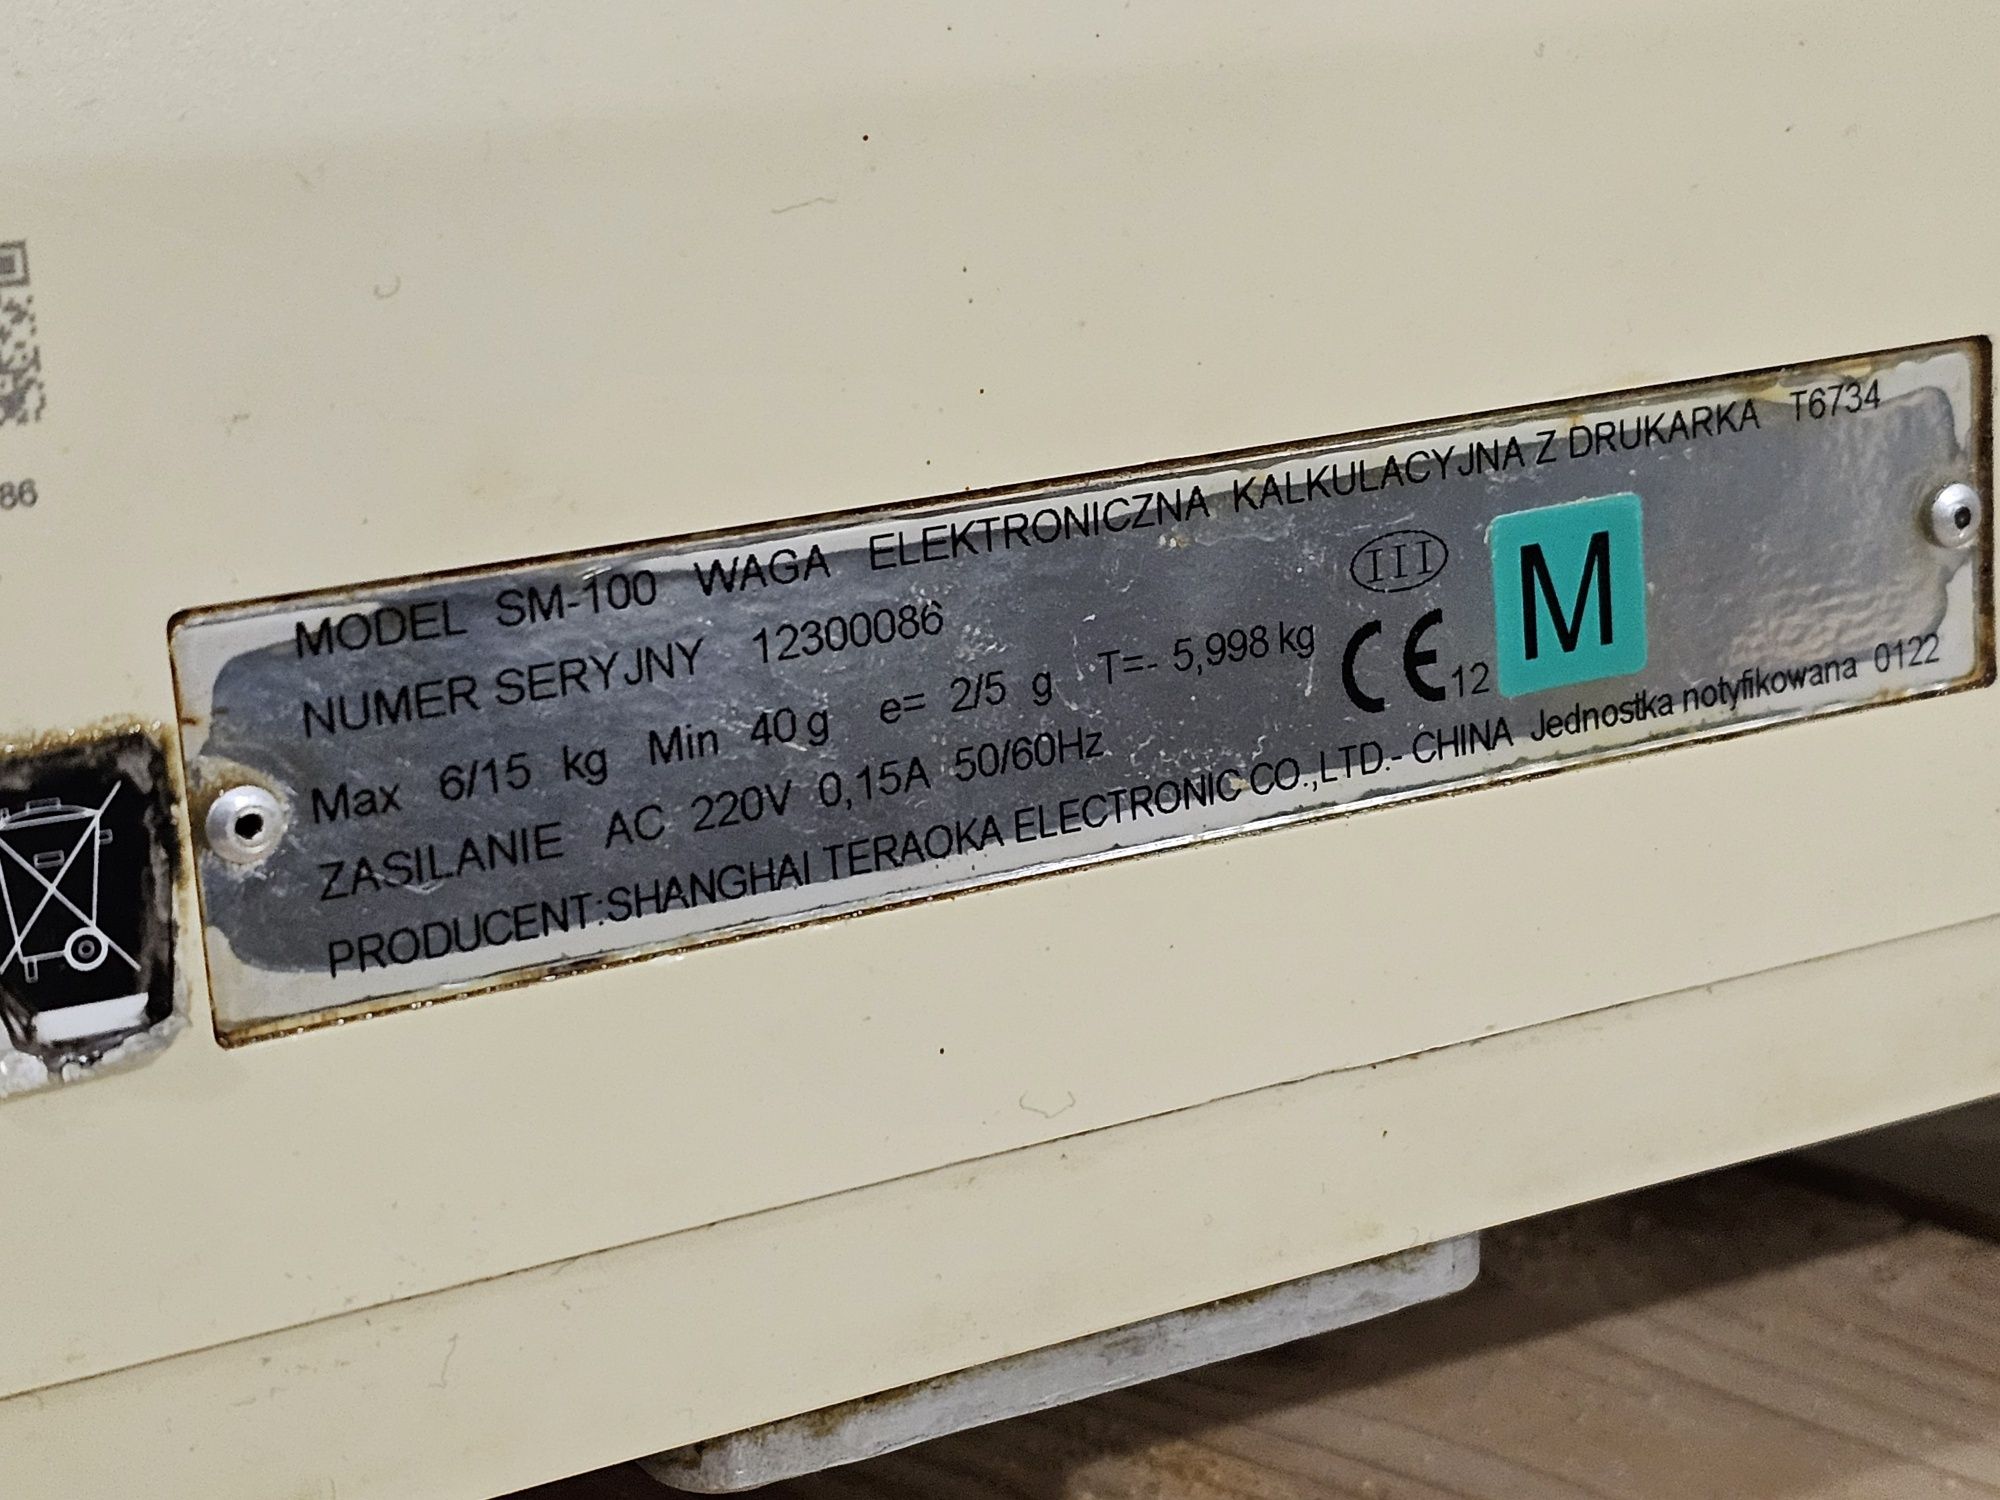 86
MODEL SM-100 WAGA ELEKTRONICZNA KALKULACYJNA Z DRUKARKA T6734
NUMER SERYJNY 12300086
III
Max 6/15 kg Min 40 g e= 2/5 g T=- 5,998 kg CE 12 M
ZASILANIE AC 220V 0,15A 50/60Hz
PRODUCENT:SHANGHAI TERAOKA ELECTRONIC CO.,LTD.- CHINA Jednostka notyfikowana 0122